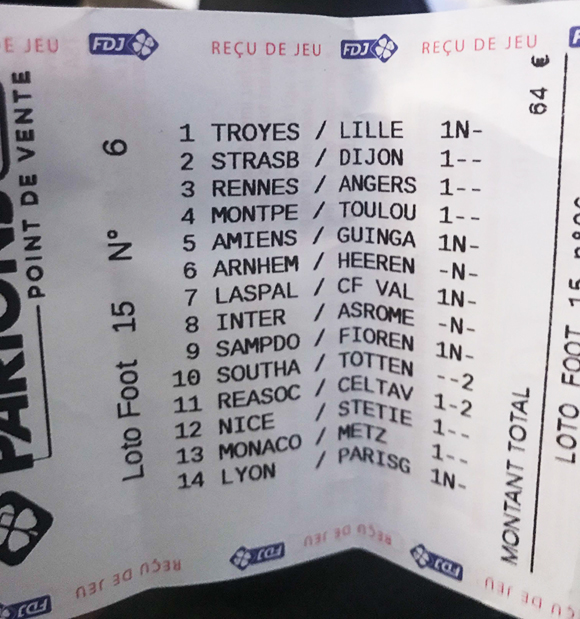 E JEU FDJ REÇU DE JEU FDJ REÇU DE JEU
POINT DE VENTE
Loto Foot 15 N° 6
1 TROYES / LILLE 1N-
2 STRASB / DIJON 1--
3 RENNES / ANGERS 1--
4 MONTPE / TOULOU 1--
5 AMIENS / GUINGA 1N-
6 ARNHEM / HEEREN -N-
7 LASPAL / CF VAL 1N-
8 INTER / ASROME -N-
9 SAMPDO / FIOREN 1N-
10 SOUTHA / TOTTEN --2
11 REASOC / CELTAV 1-2
12 NICE / STETIE 1--
13 MONACO / METZ 1--
14 LYON / PARISG 1N-
MONTANT TOTAL 64 €
LOTO FOOT 15
FDJ REÇU DE JEU FDJ REÇU DE JEU FDJ REÇU DE JEU